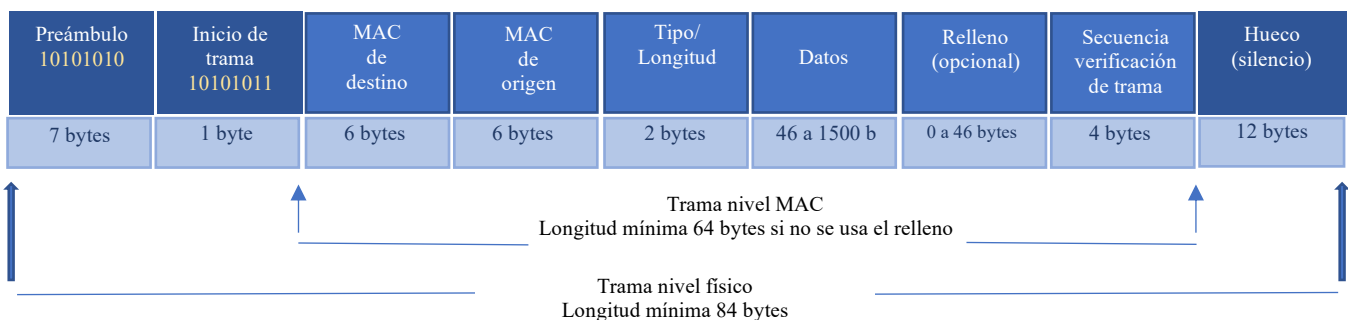 Preámbulo
10101010
Inicio de
trama
10101011
MAC
de
destino
MAC
de
origen
Tipo/
Longitud
Datos
Relleno
(opcional)
Secuencia
verificación
de trama
Hueco
(silencio)
7 bytes
1 byte
6 bytes
6 bytes
2 bytes
46 a 1500 b
0 a 46 bytes
4 bytes
12 bytes
Trama nivel MAC
Longitud mínima 64 bytes si no se usa el relleno
Trama nivel físico
Longitud mínima 84 bytes